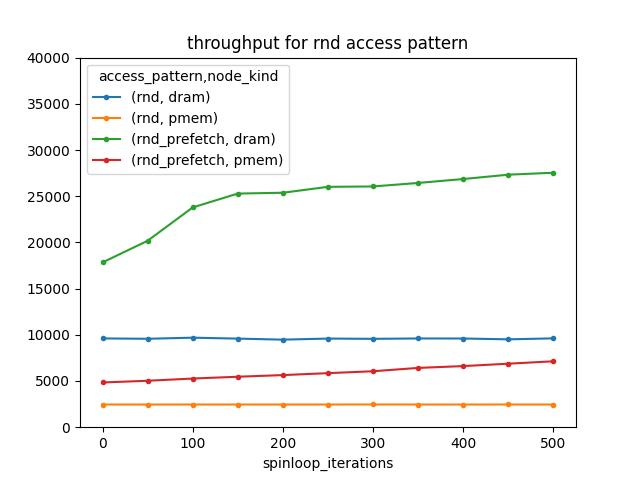 throughput for rnd access pattern
40000
35000
30000
25000
20000
15000
10000
5000
0
access_pattern,node_kind
(rnd, dram)
(rnd, pmem)
(rnd_prefetch, dram)
(rnd_prefetch, pmem)
0 100 200 300 400 500
spinloop_iterations